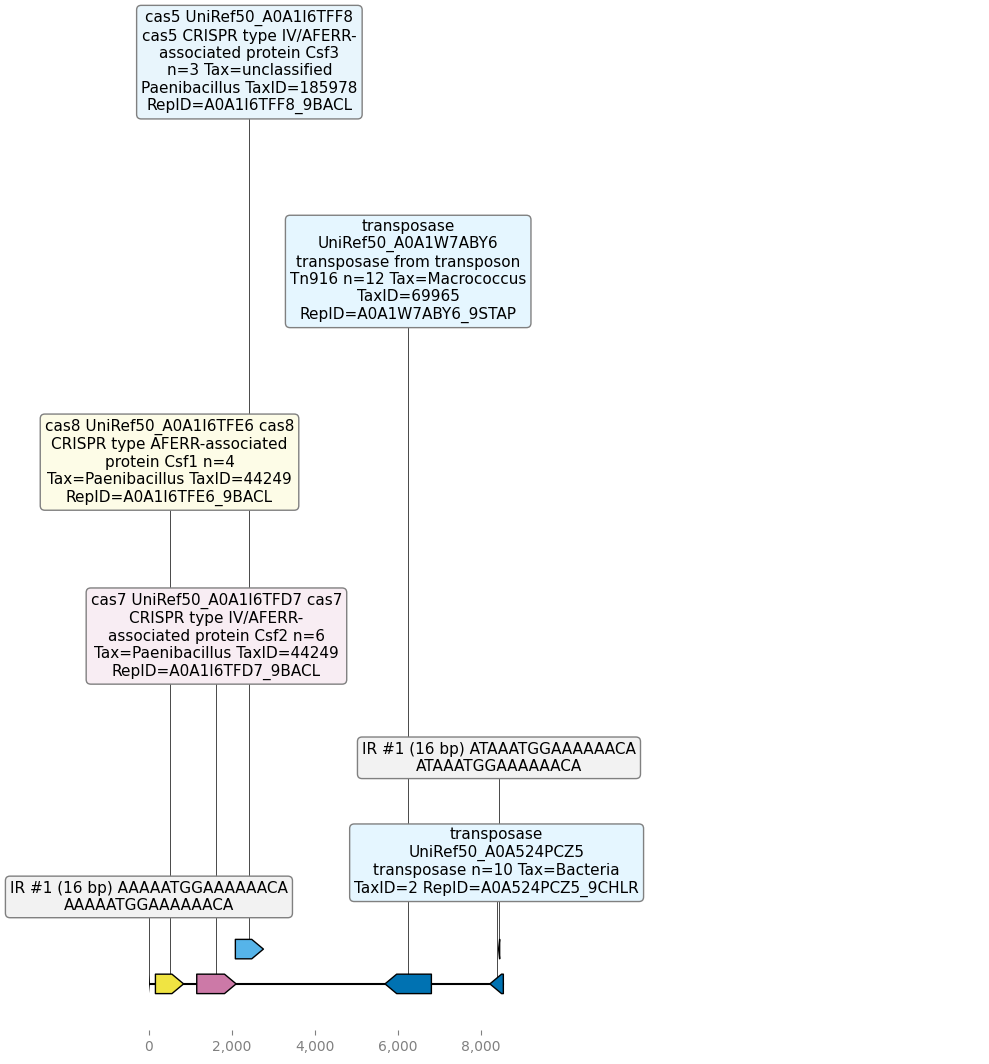 cas5 UniRef50_A0A1I6TFF8
cas5 CRISPR type IV/AFERR-
associated protein Csf3
n=3 Tax=unclassified
Paenibacillus TaxID=185978
RepID=A0A1I6TFF8_9BACL
transposase
UniRef50_A0A1W7ABY6
transposase from transposon
Tn916 n=12 Tax=Macrococcus
TaxID=69965
RepID=A0A1W7ABY6_9STAP
cas8 UniRef50_A0A1I6TFE6 cas8
CRISPR type AFERR-associated
protein Csf1 n=4
Tax=Paenibacillus TaxID=44249
RepID=A0A1I6TFE6_9BACL
cas7 UniRef50_A0A1I6TFD7 cas7
CRISPR type IV/AFERR-
associated protein Csf2 n=6
Tax=Paenibacillus TaxID=44249
RepID=A0A1I6TFD7_9BACL
IR #1 (16 bp) ATAAATGGAAAAAACA
ATAAATGGAAAAAACA
transposase
UniRef50_A0A524PCZ5
transposase n=10 Tax=Bacteria
TaxID=2 RepID=A0A524PCZ5_9CHLR
IR #1 (16 bp) AAAAATGGAAAAAACA
AAAAATGGAAAAAACA
0 2,000 4,000 6,000 8,000